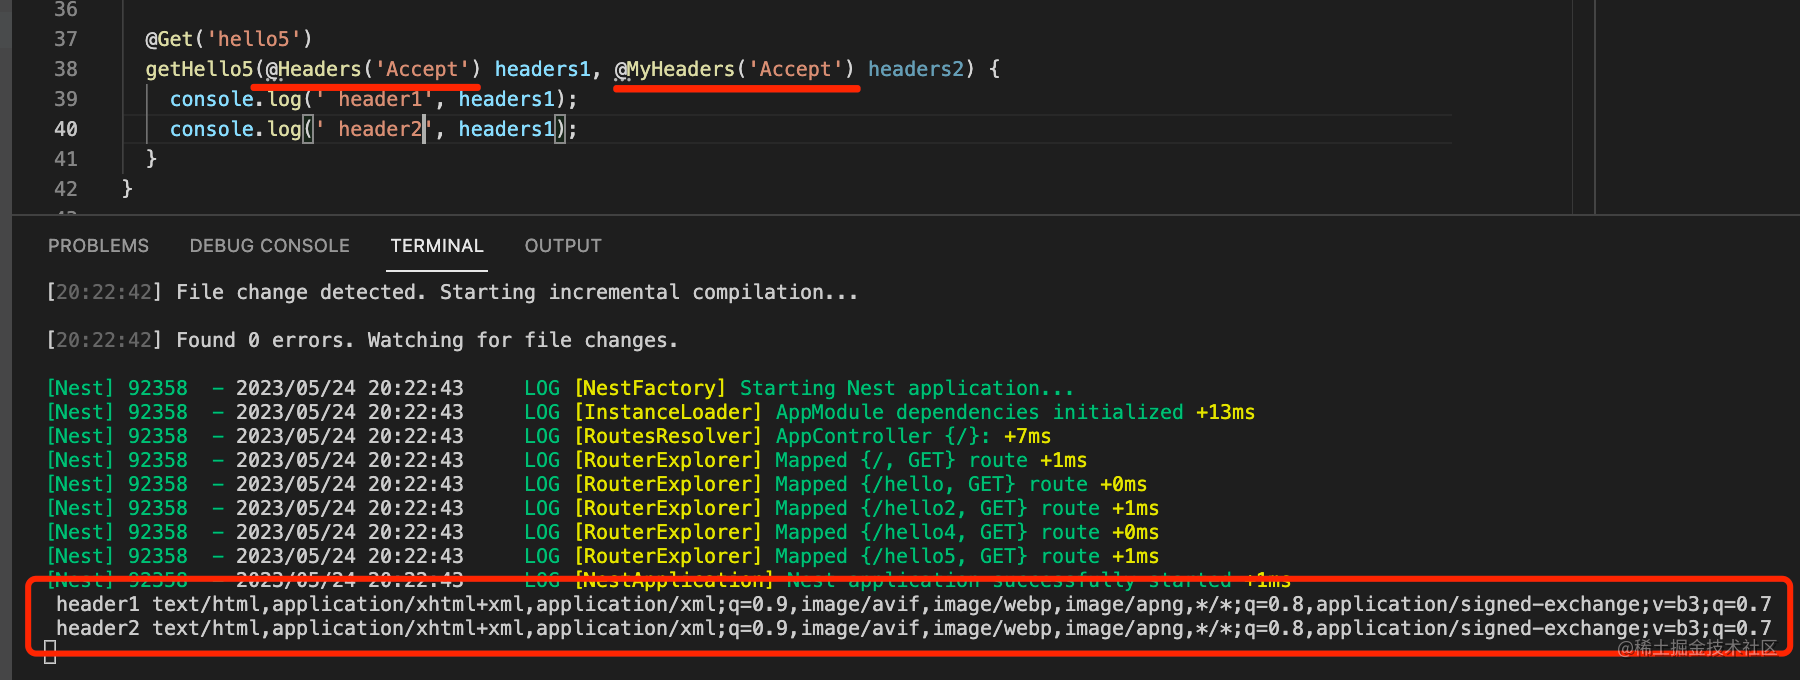 36
37 @Get('hello5')
38 getHello5(@Headers('Accept') headers1, @MyHeaders('Accept') headers2) {
39 console.log(' header1', headers1);
40 console.log(' header2', headers1);
41 }
42 }
PROBLEMS DEBUG CONSOLE TERMINAL OUTPUT
[20:22:42] File change detected. Starting incremental compilation...
[20:22:42] Found 0 errors. Watching for file changes.
[Nest] 92358 - 2023/05/24 20:22:43 LOG [NestFactory] Starting Nest application...
[Nest] 92358 - 2023/05/24 20:22:43 LOG [InstanceLoader] AppModule dependencies initialized +13ms
[Nest] 92358 - 2023/05/24 20:22:43 LOG [RoutesResolver] AppController {/}: +7ms
[Nest] 92358 - 2023/05/24 20:22:43 LOG [RouterExplorer] Mapped {/, GET} route +1ms
[Nest] 92358 - 2023/05/24 20:22:43 LOG [RouterExplorer] Mapped {/hello, GET} route +0ms
[Nest] 92358 - 2023/05/24 20:22:43 LOG [RouterExplorer] Mapped {/hello2, GET} route +1ms
[Nest] 92358 - 2023/05/24 20:22:43 LOG [RouterExplorer] Mapped {/hello4, GET} route +0ms
[Nest] 92358 - 2023/05/24 20:22:43 LOG [RouterExplorer] Mapped {/hello5, GET} route +1ms
[Nest] 92358 - 2023/05/24 20:22:43 LOG [NestApplication] Nest application successfully started +1ms
header1 text/html,application/xhtml+xml,application/xml;q=0.9,image/avif,image/webp,image/apng,*/*;q=0.8,application/signed-exchange;v=b3;q=0.7
header2 text/html,application/xhtml+xml,application/xml;q=0.9,image/avif,image/webp,image/apng,*/*;q=0.8,application/signed-exchange;v=b3;q=0.7
@稀土掘金技术社区